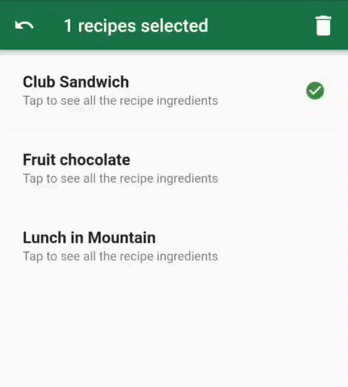 1 recipes selected
Club Sandwich
Tap to see all the recipe ingredients
Fruit chocolate
Tap to see all the recipe ingredients
Lunch in Mountain
Tap to see all the recipe ingredients